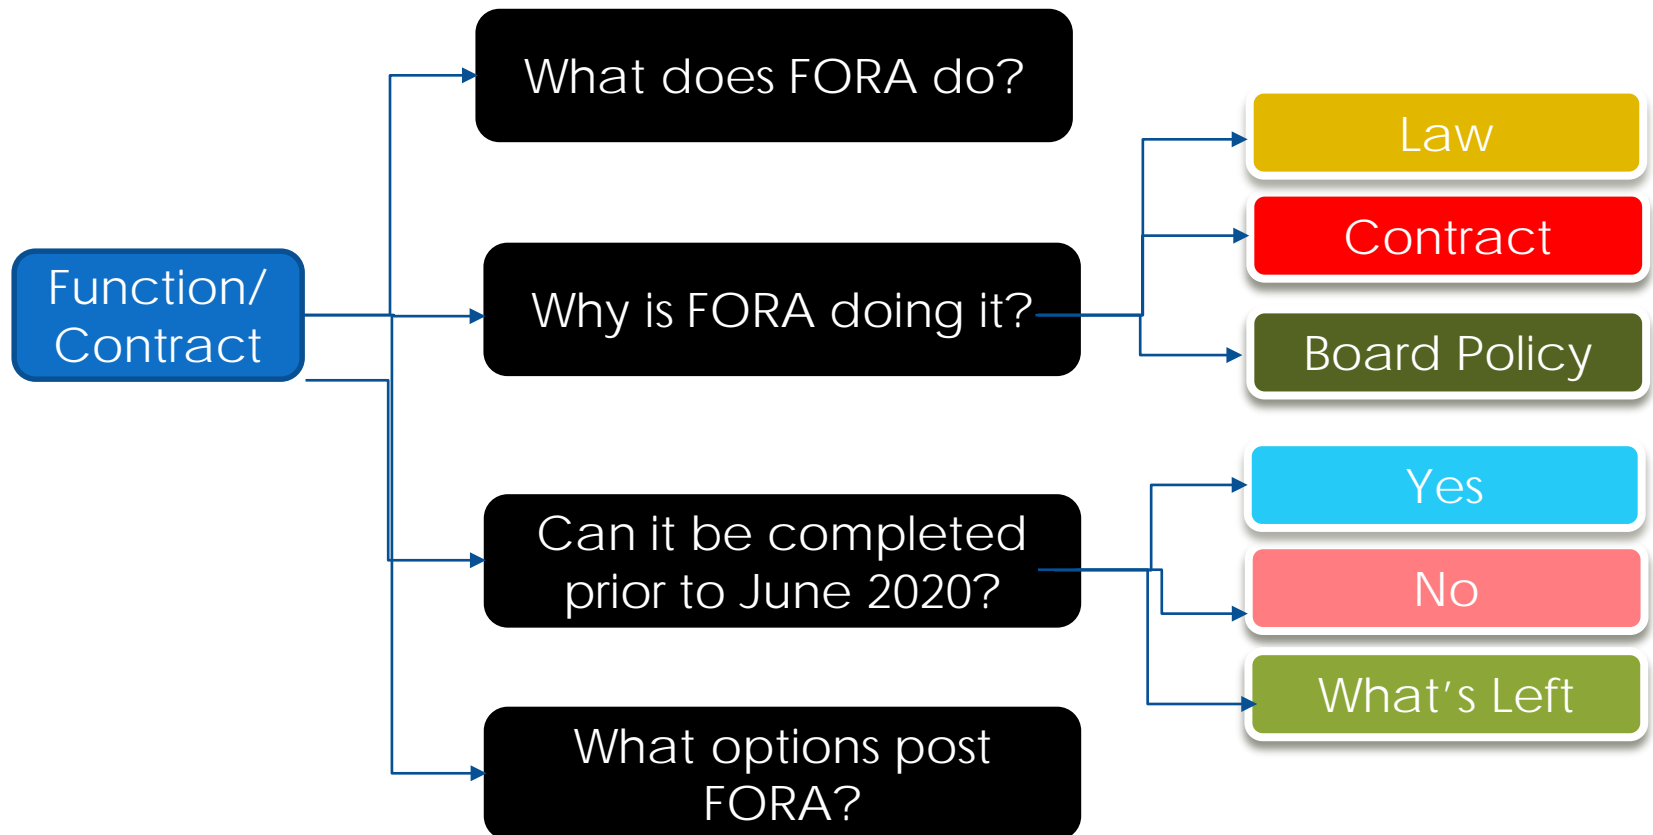 Function/
Contract
What does FORA do?
Why is FORA doing it?
Law
Contract
Board Policy
Can it be completed
prior to June 2020?
Yes
No
What’s Left
What options post
FORA?